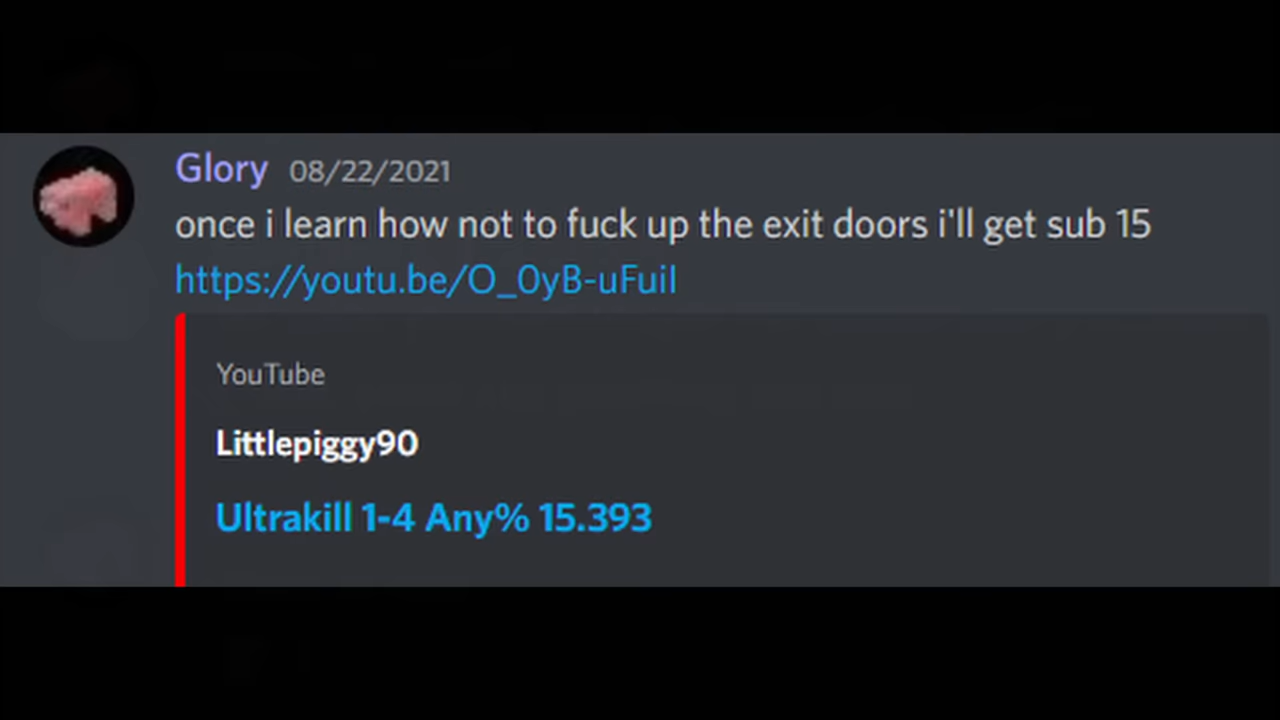 Glory 08/22/2021
once i learn how not to fuck up the exit doors i'll get sub 15
https://youtu.be/O_0yB-uFuiI
YouTube
Littlepiggy90
Ultrakill 1-4 Any% 15.393